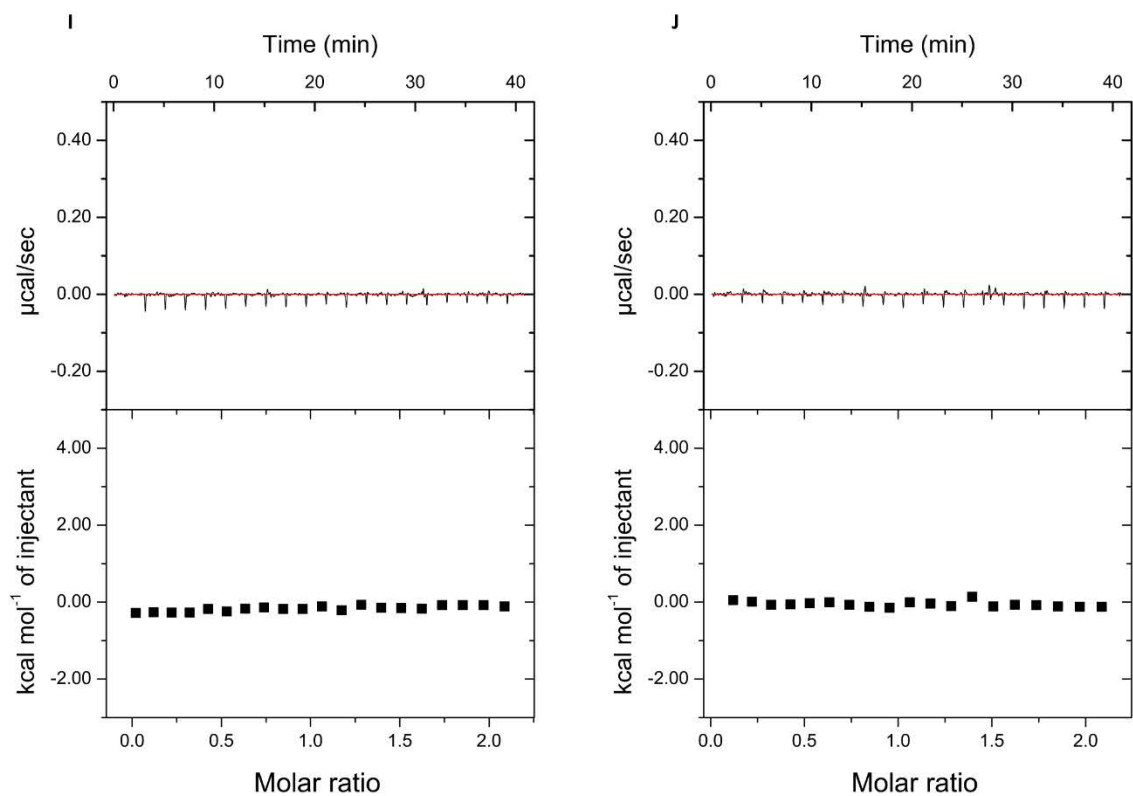 I
Time (min)
0 10 20 30 40
0.40
0.20
0.00
-0.20
µcal/sec
4.00
2.00
0.00
-2.00
kcal mol⁻¹ of injectant
0.0 0.5 1.0 1.5 2.0
Molar ratio
J
Time (min)
0 10 20 30 40
0.40
0.20
0.00
-0.20
µcal/sec
4.00
2.00
0.00
-2.00
kcal mol⁻¹ of injectant
0.0 0.5 1.0 1.5 2.0
Molar ratio